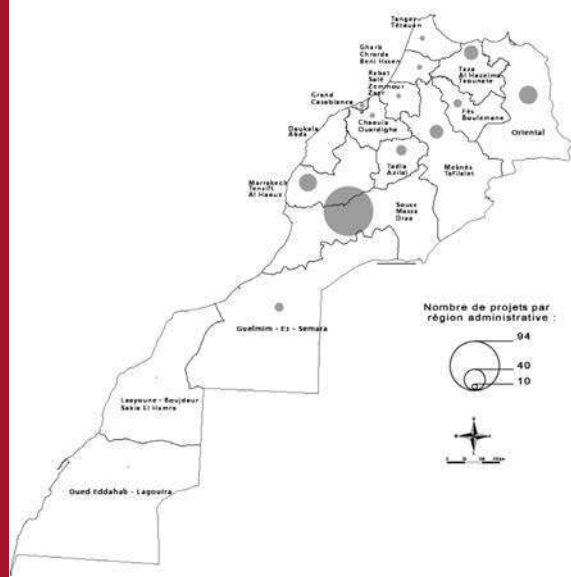 Tanger
Tétouan
Gharb
Chrarda
Beni Hssen
Rabat
Salé
Zemmour
Zaer
Taza
Al Haceima
Taounate
Grand
Casablanca
Fès
Boulemane
Chaouia
Ouardigha
Doukala
Abda
Oriental
Tadla
Azilal
Meknès
Tafilalet
Marrakech
Tensift
Al Haouz
Souss
Massa
Draa
Nombre de projets par
région administrative :
94
40
10
Guelmim - Es - Semara
Laayoune - Boujdour
Sakia El Hamra
Oued Eddahab - Lagouira